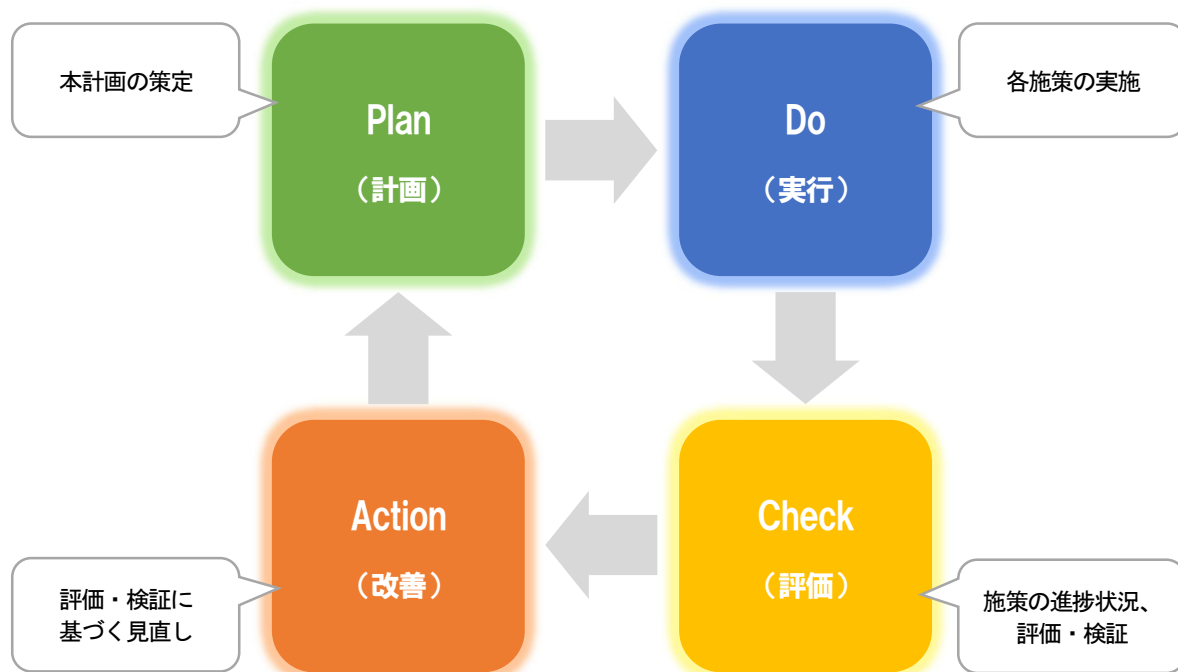 本計画の策定
Plan
（計画）
Do
（実行）
各施策の実施
Action
（改善）
評価・検証に
基づく見直し
Check
（評価）
施策の進捗状況、
評価・検証